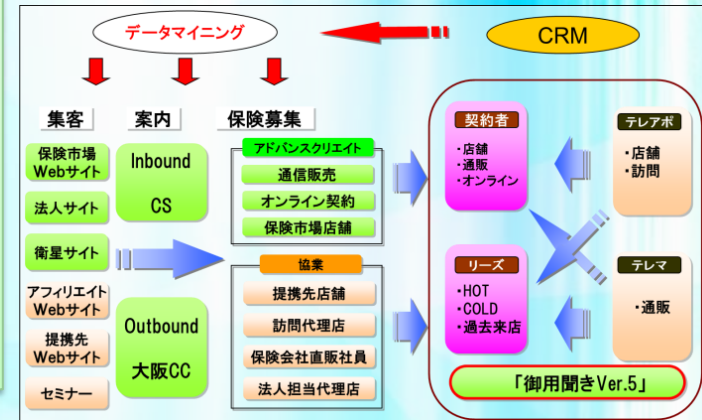 データマイニング
CRM
集客
案内
保険募集
保険市場
Webサイト
法人サイト
衛星サイト
アフィリエイト
Webサイト
提携先
Webサイト
セミナー
Inbound
CS
Outbound
大阪CC
アドバンスクリエイト
通信販売
オンライン契約
保険市場店舗
協業
提携先店舗
訪問代理店
保険会社直販社員
法人担当代理店
契約者
・店舗
・通販
・オンライン
リーズ
・HOT
・COLD
・過去来店
テレアポ
・店舗
・訪問
テレマ
・通販
「御用聞きVer.5」